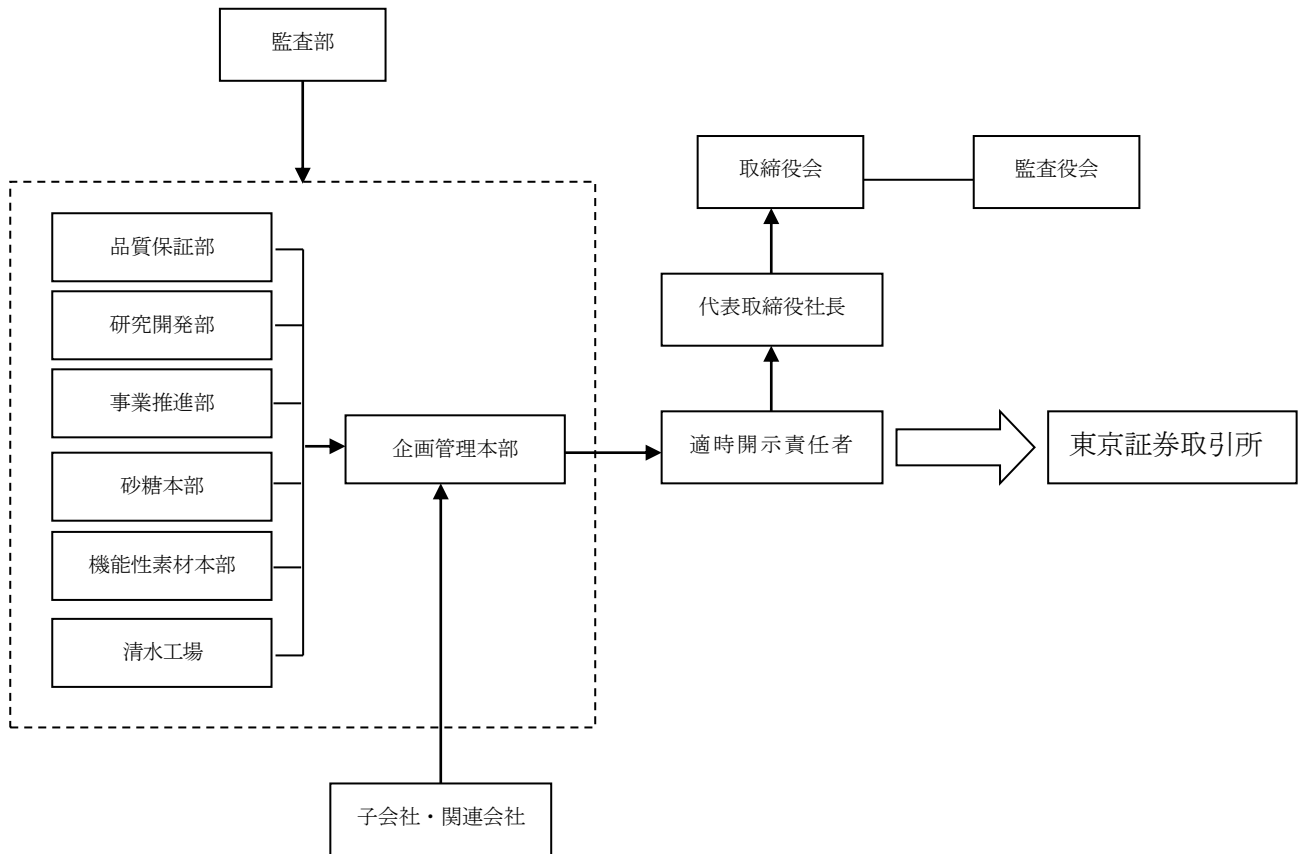 監査部
取締役会
監査役会
品質保証部
代表取締役社長
研究開発部
事業推進部
企画管理本部
適時開示責任者
東京証券取引所
砂糖本部
機能性素材本部
清水工場
子会社・関連会社